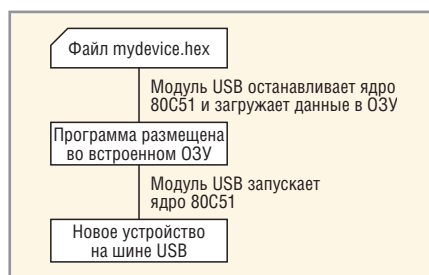 Файл mydevice.hex
Модуль USB останавливает ядро
80C51 и загружает данные в ОЗУ
Программа размещена
во встроенном ОЗУ
Модуль USB запускает
ядро 80C51
Новое устройство
на шине USB